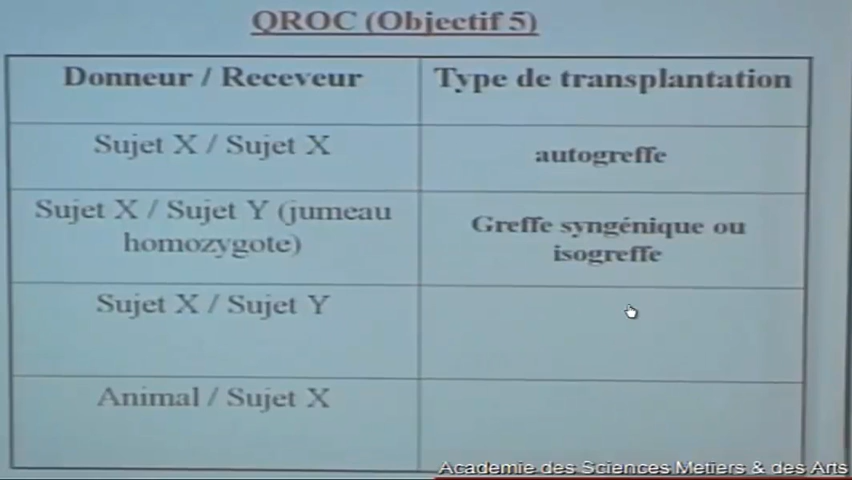 QROC (Objectif 5)
Donneur / Receveur
Type de transplantation
Sujet X / Sujet X
autogreffe
Sujet X / Sujet Y (jumeau
homozygote)
Greffe syngénique ou
isogreffe
Sujet X / Sujet Y
Animal / Sujet X
Academie des Sciences Metiers & des Arts